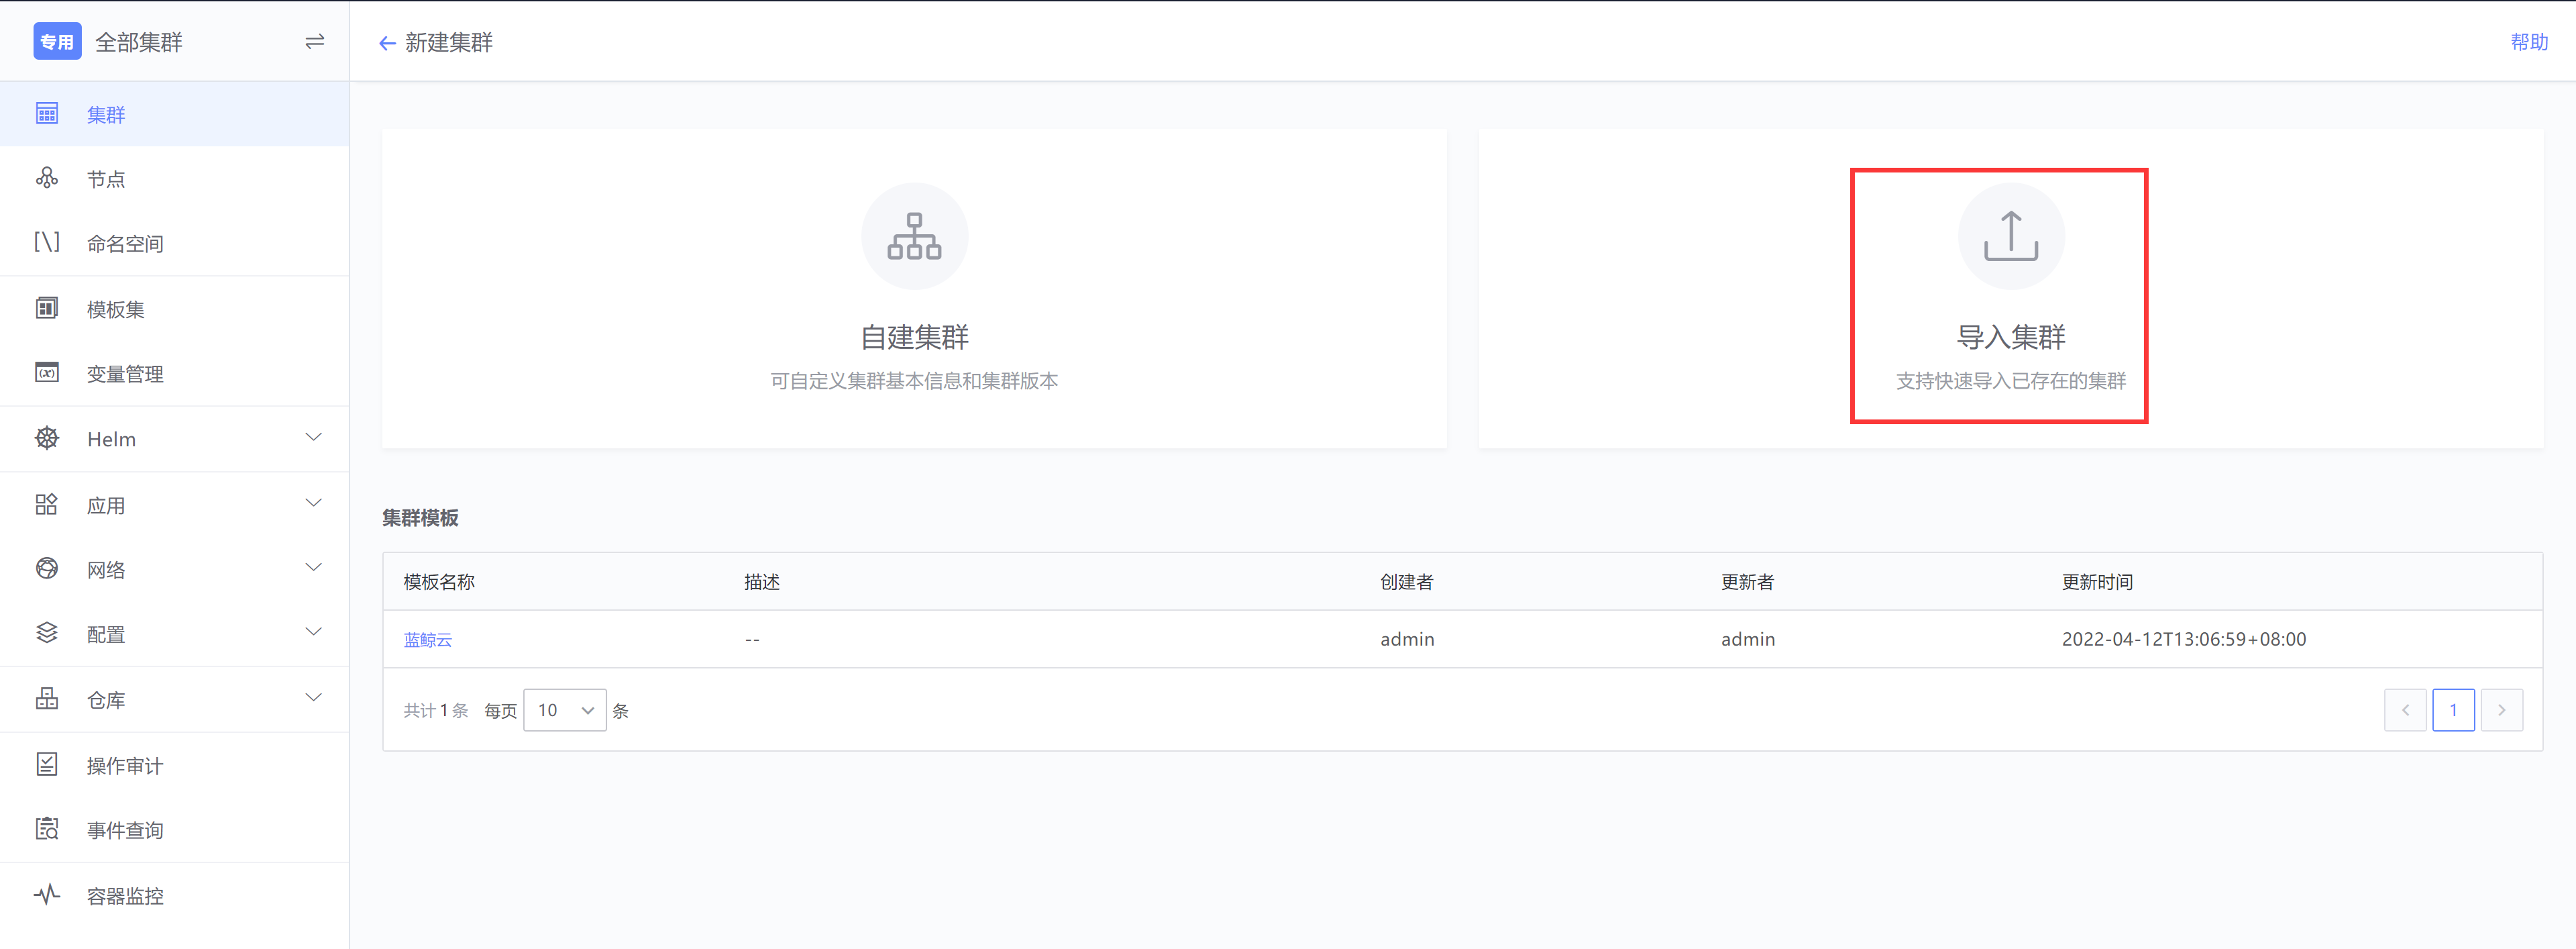 专用 全部集群
新建集群
帮助
集群
节点
命名空间
模板集
变量管理
Helm
应用
网络
配置
仓库
操作审计
事件查询
容器监控
自建集群
可自定义集群基本信息和集群版本
导入集群
支持快速导入已存在的集群
集群模板
模板名称 描述 创建者 更新者 更新时间
蓝鲸云 -- admin admin 2022-04-12T13:06:59+08:00
共计 1 条 每页 10 条
1